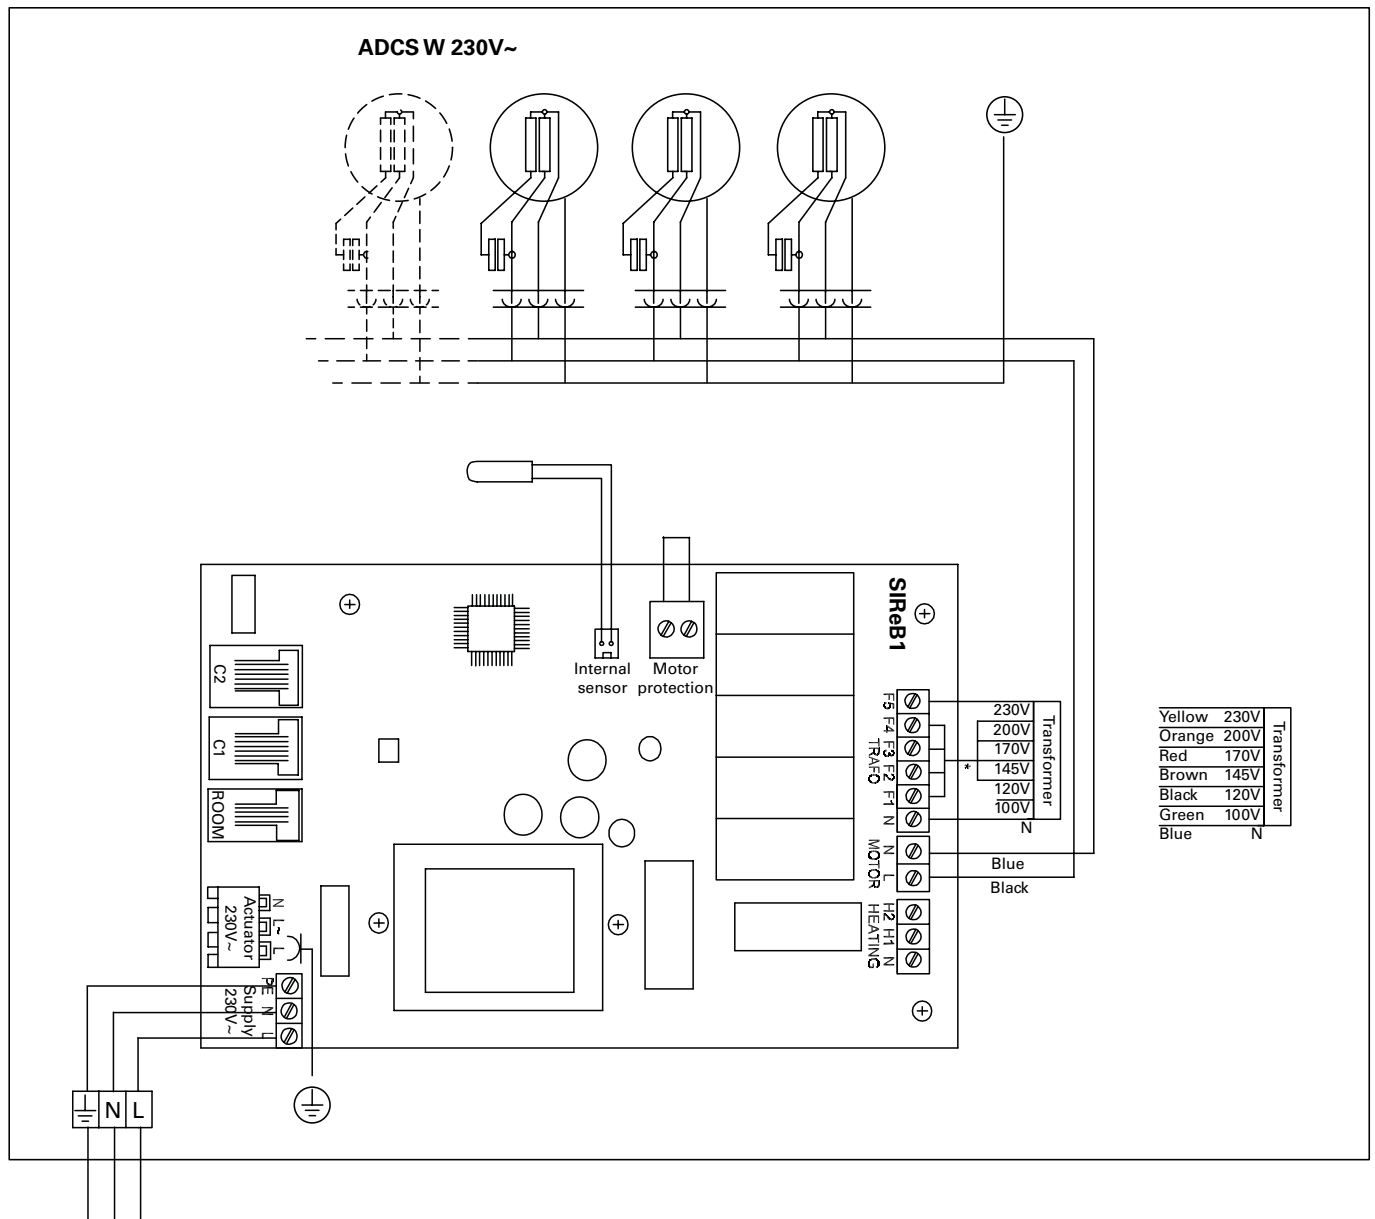 ADCS W 230V~
SIReB1
Internal
sensor
Motor
protection
C2
C1
ROOM
F5
F4
F3
F2
F1
N
TRAFO
230V
200V
170V
145V
120V
100V
N
*
Transformer
Yellow 230V
Orange 200V
Red 170V
Brown 145V
Black 120V
Green 100V
Blue N
Transformer
N
L
MOTOR
Blue
Black
H2
H1
N
HEATING
Actuator
230V~
N
L~
L
Supply
230V~
PE
N
L
N L